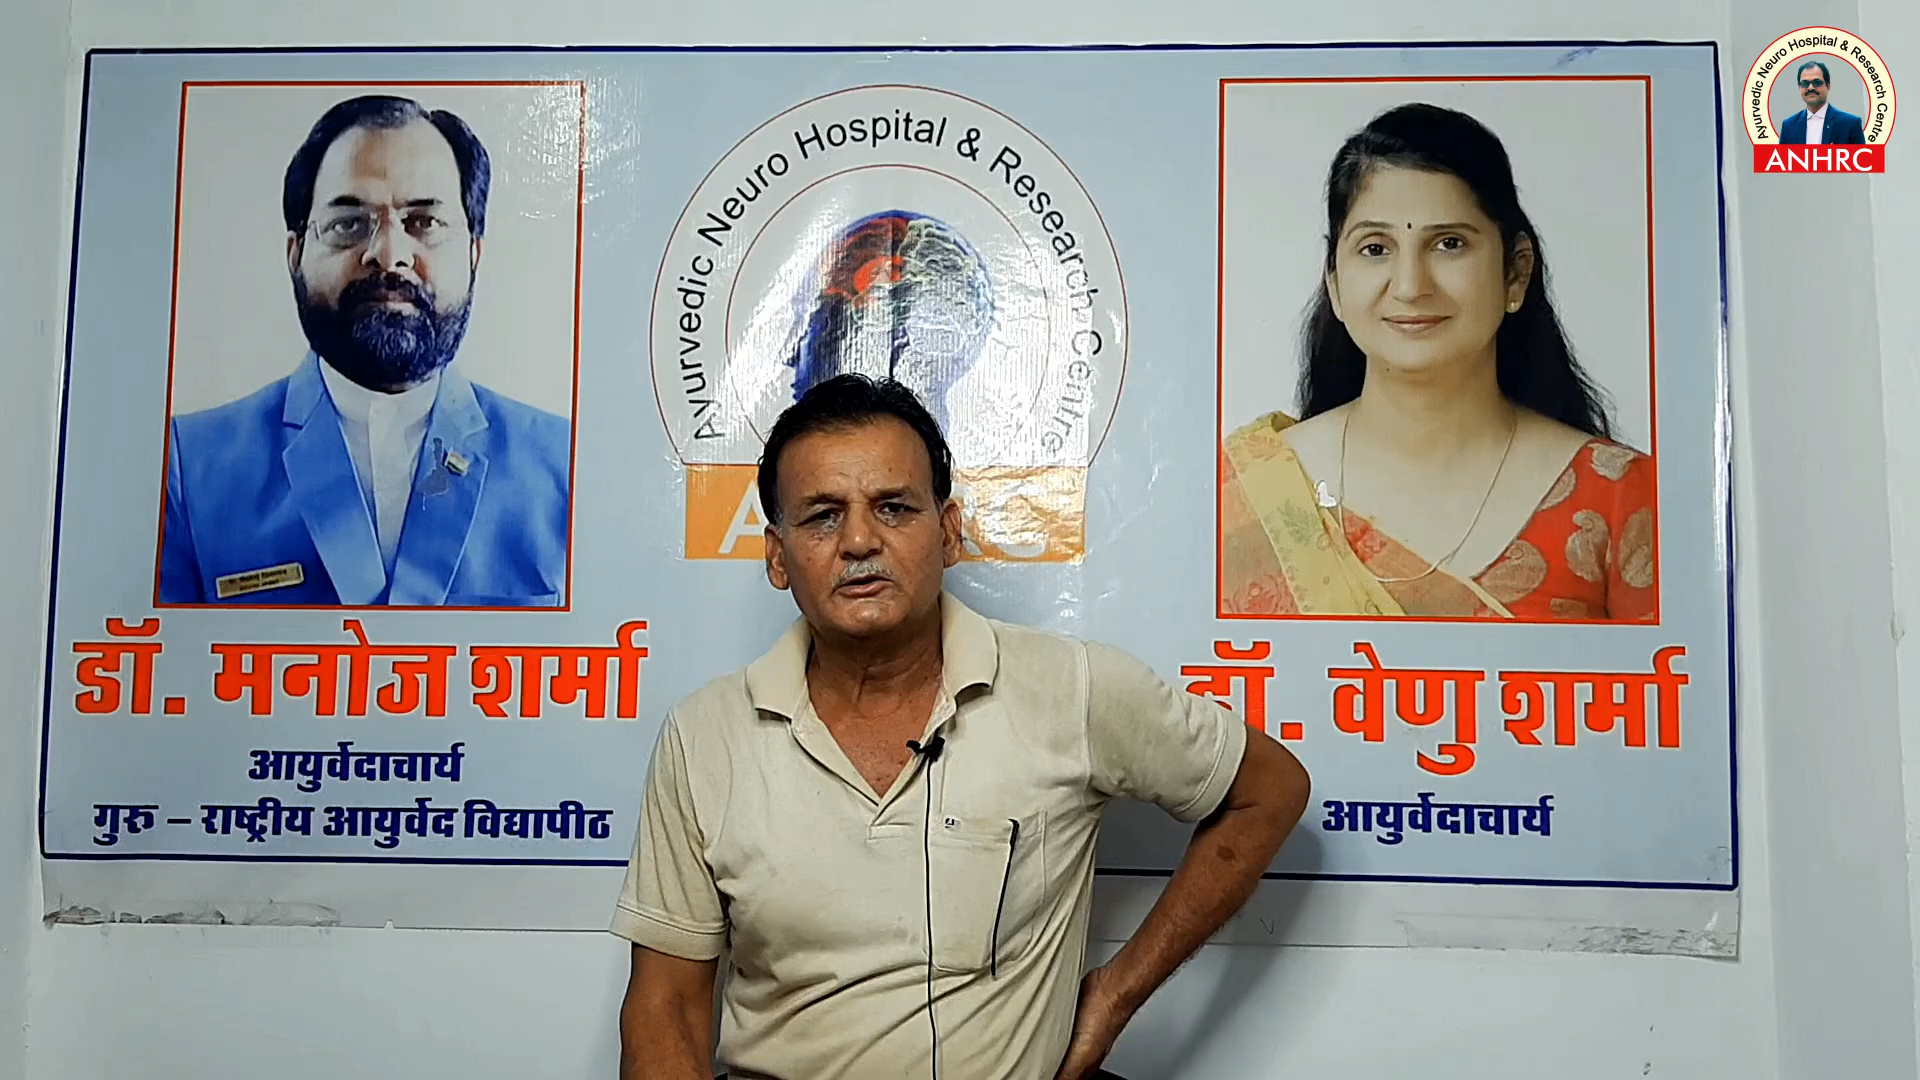 Ayurvedic Neuro Hospital & Research Centre
डॉ. मनोज शर्मा
आयुर्वेदाचार्य
गुरू – राष्ट्रीय आयुर्वेद विद्यापीठ
डॉ. वेणु शर्मा
आयुर्वेदाचार्य
Ayurvedic Neuro Hospital & Research Centre
ANHRC